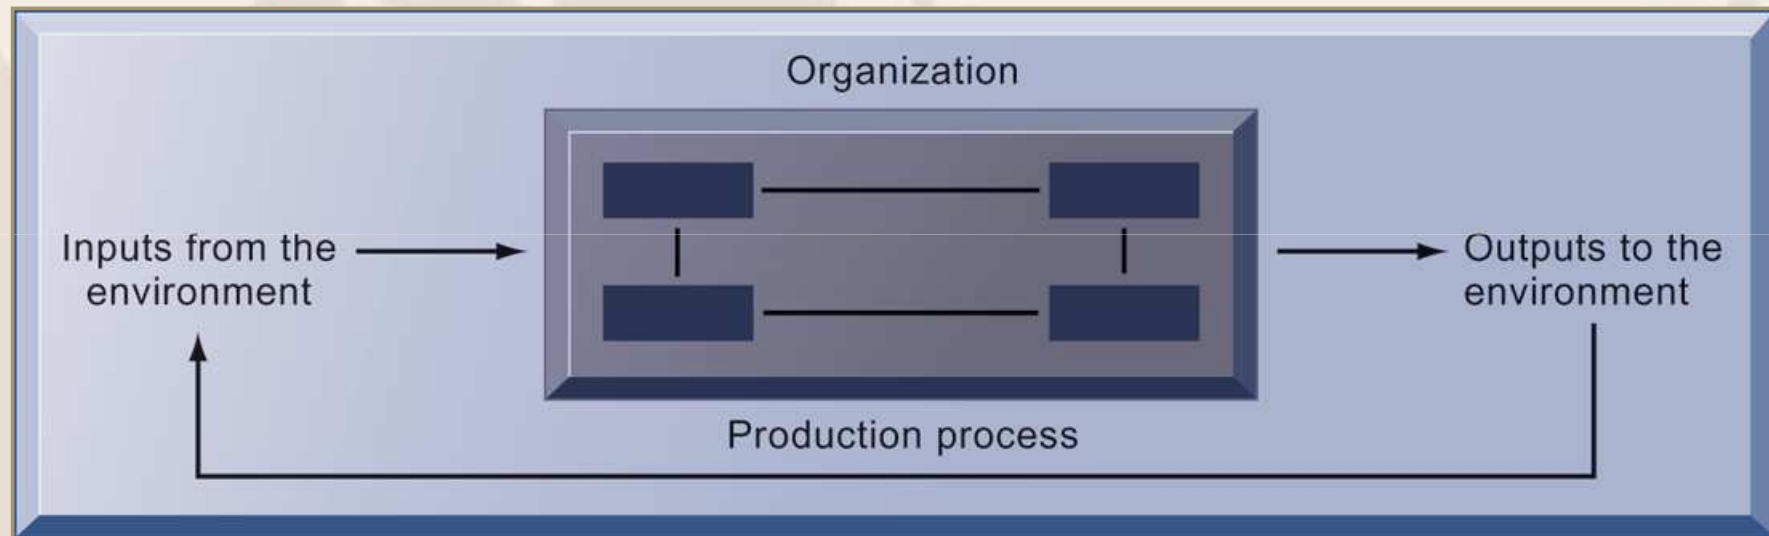 Organization
Inputs from the
environment
Outputs to the
environment
Production process